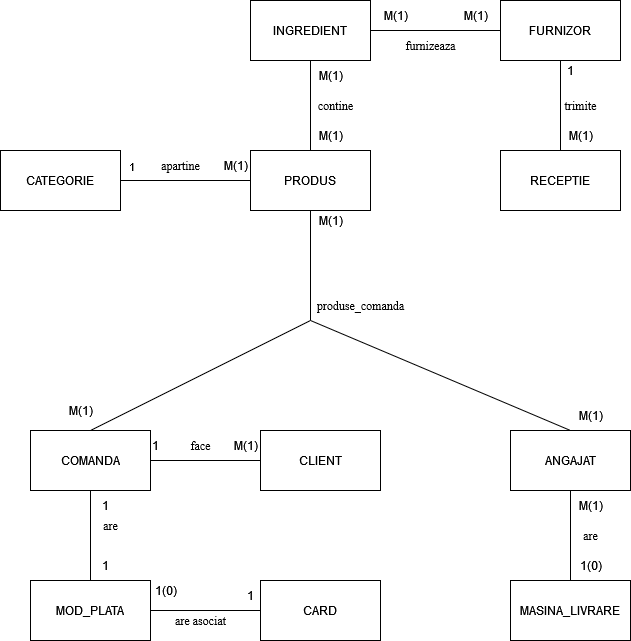 INGREDIENT
M(1)
M(1)
furnizeaza
FURNIZOR
M(1)
contine
M(1)
1
trimite
M(1)
CATEGORIE
1
apartine
M(1)
PRODUS
RECEPTIE
M(1)
produse_comanda
M(1)
M(1)
COMANDA
1
face
M(1)
CLIENT
ANGAJAT
1
are
1
M(1)
are
1(0)
MOD_PLATA
1(0)
are asociat
1
CARD
MASINA_LIVRARE